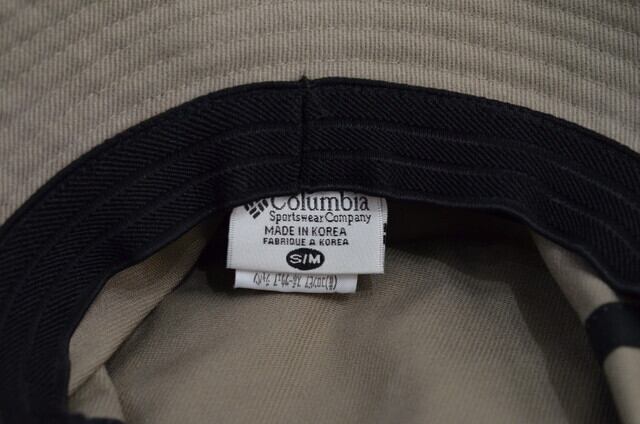 Columbia
Sportswear Company
MADE IN KOREA
FABRIQUE A KOREA
S/M